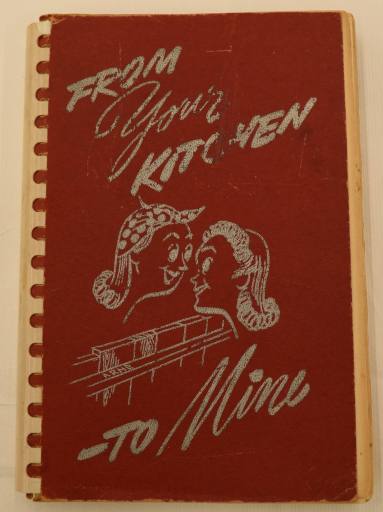 FROM
Your
KITCHEN
-TO Mine